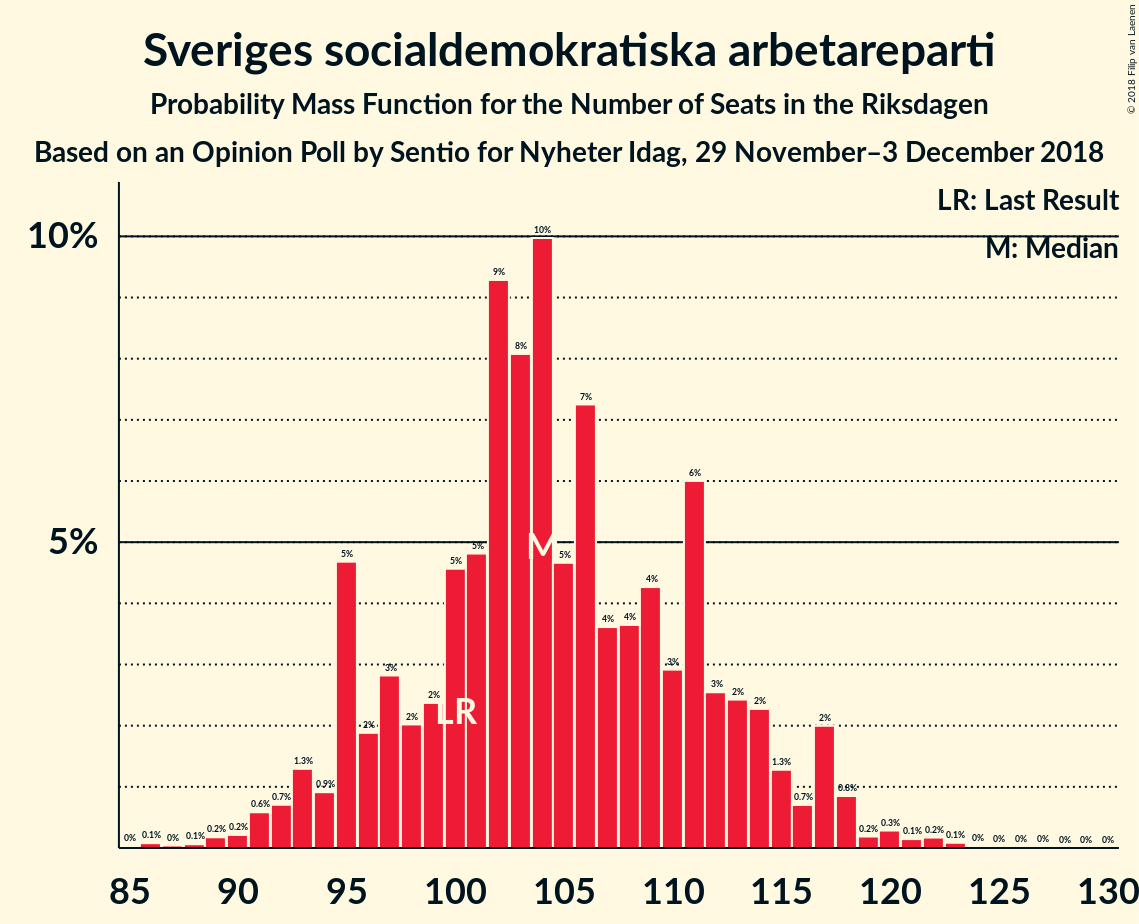 Sveriges socialdemokratiska arbetareparti
Probability Mass Function for the Number of Seats in the Riksdagen
Based on an Opinion Poll by Sentio for Nyheter Idag, 29 November–3 December 2018
© 2018 Filip van Laenen
LR: Last Result
M: Median
10%
5%
0% 0.1% 0% 0.1% 0.2% 0.2% 0.6% 0.7% 1.3% 0.9% 5% 2% 3% 2% 2% 5% 5% 9% 8% 10% 5% 7% 4% 4% 4% 3% 6% 3% 2% 2% 1.3% 0.7% 2% 0.8% 0.2% 0.3% 0.1% 0.2% 0.1% 0% 0% 0% 0% 0% 0% 0%
M
LR
85 90 95 100 105 110 115 120 125 130